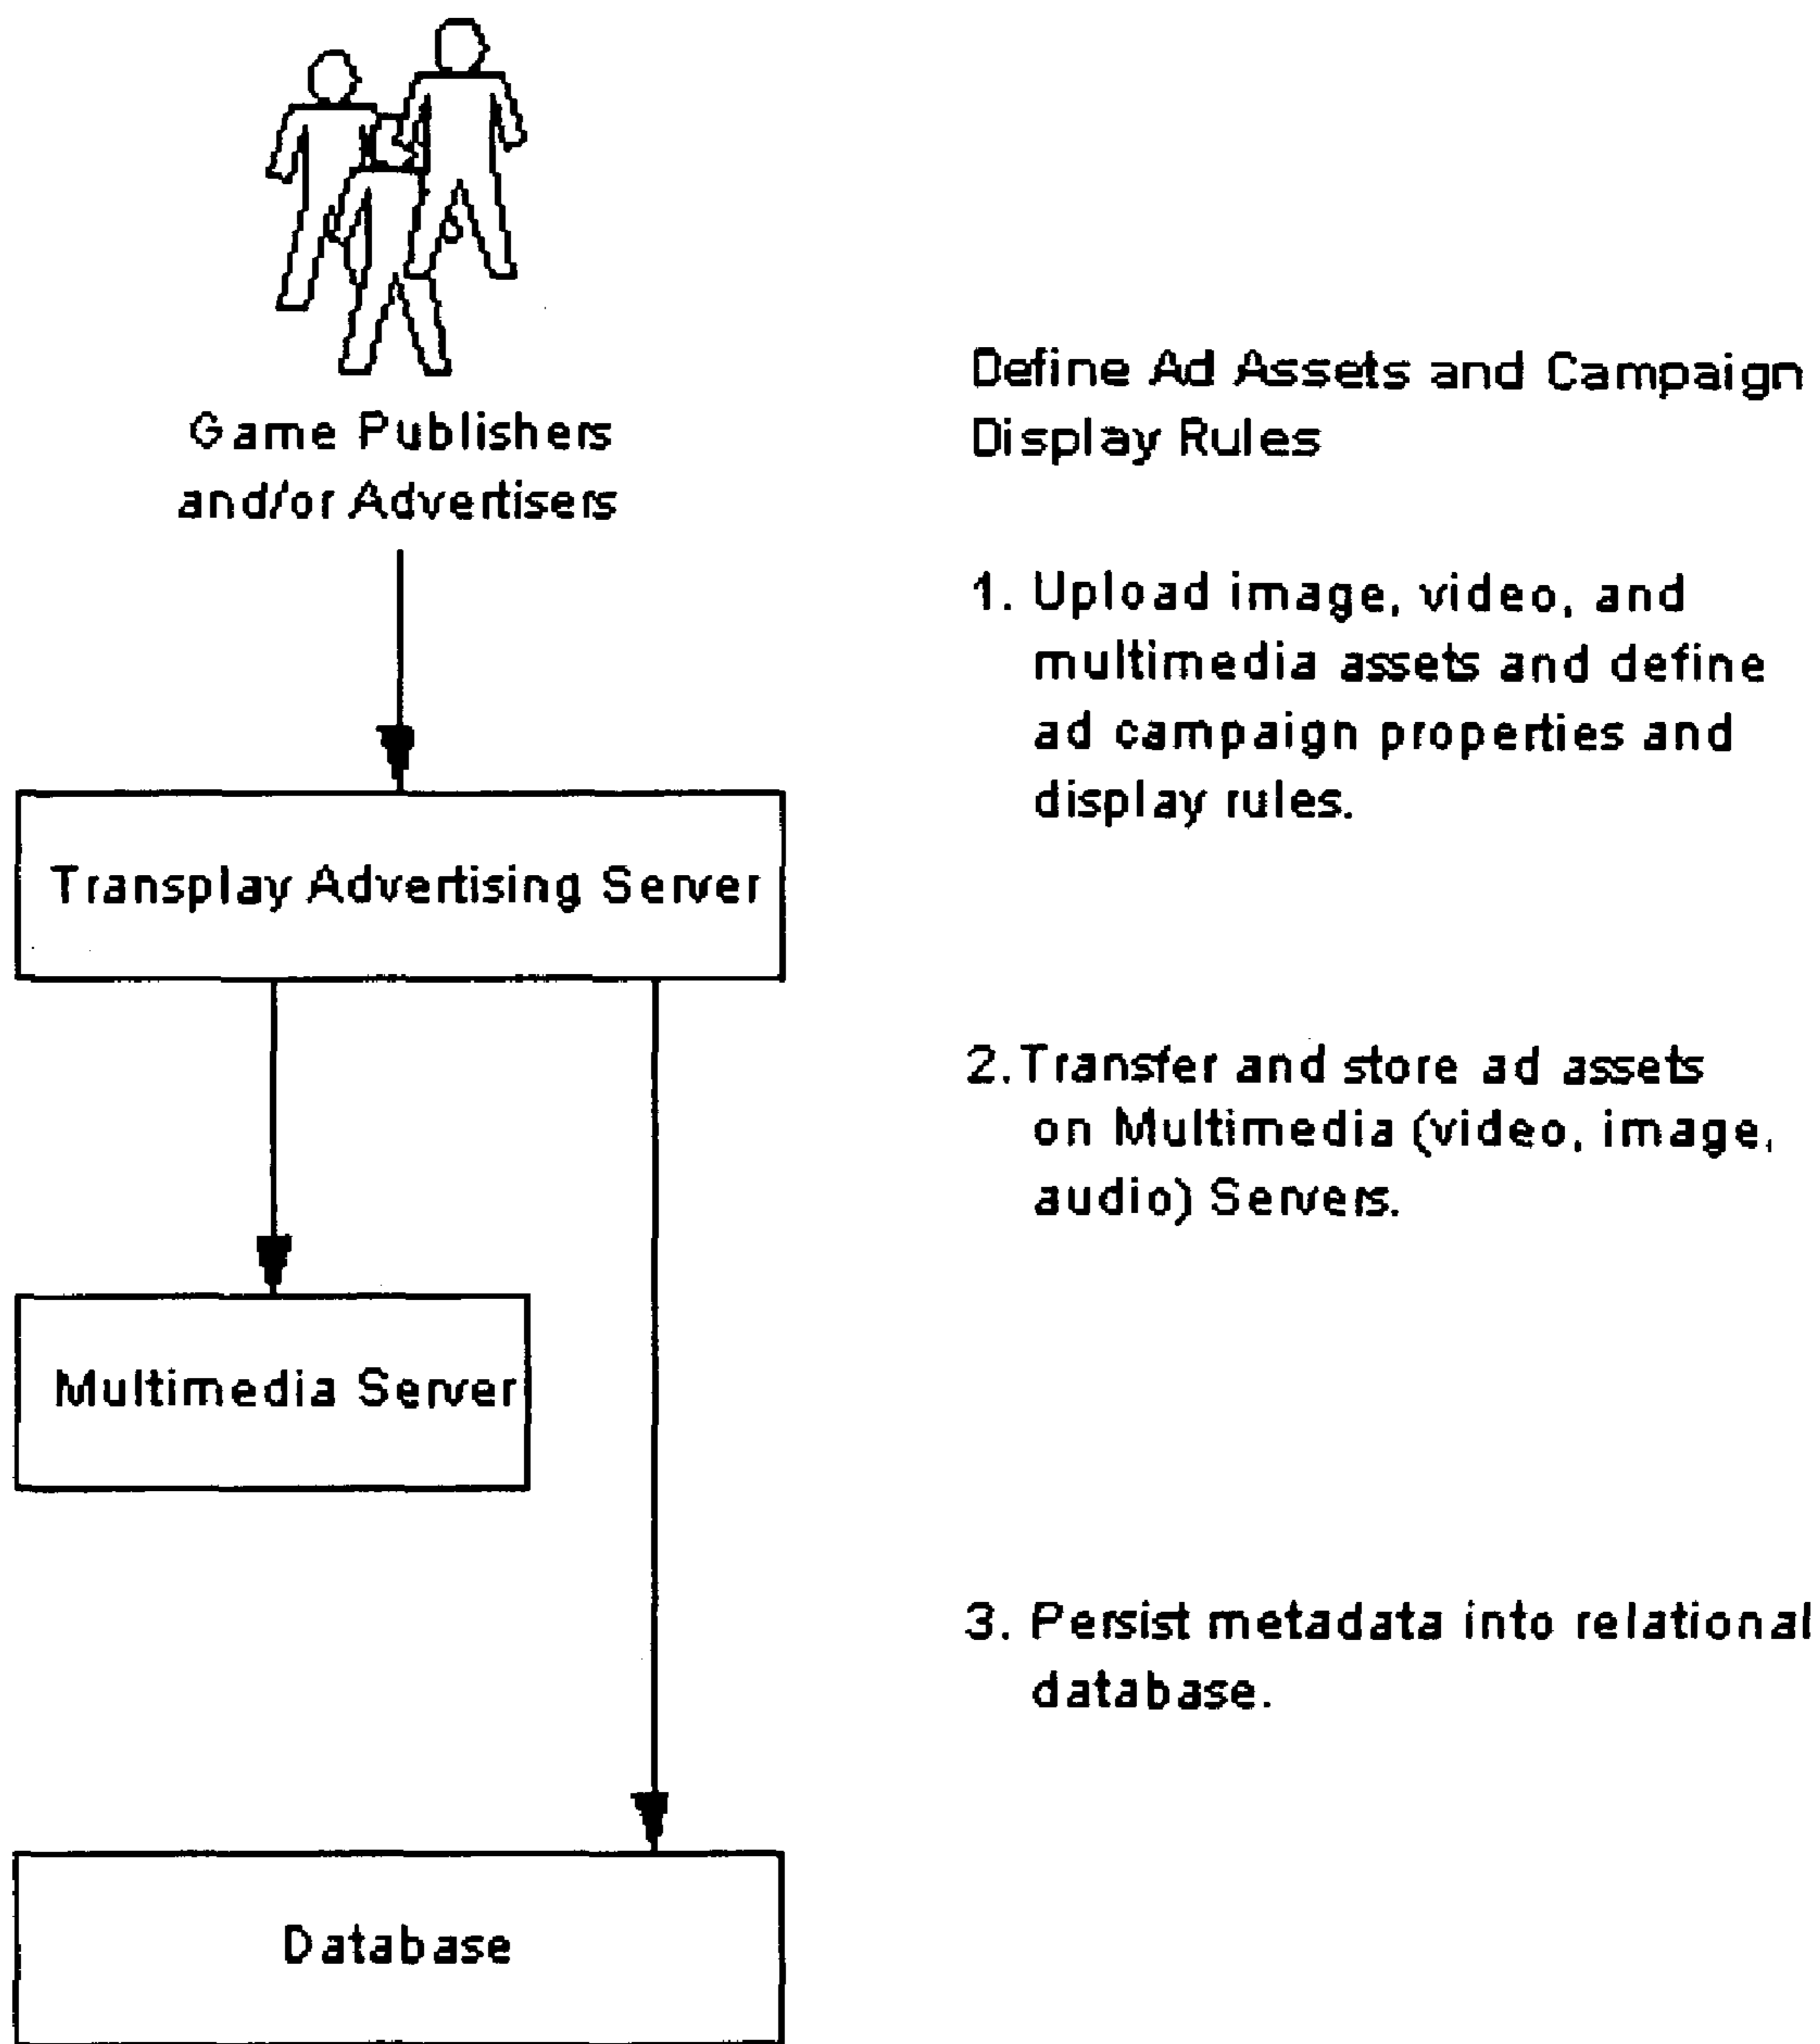 Game Publishers
and/or Advertisers
Define Ad Assets and Campaign
Display Rules
1. Upload image, video, and
multimedia assets and define
ad campaign properties and
display rules.
Transplay Advertising Server
2. Transfer and store ad assets
on Multimedia (video, image,
audio) Servers.
Multimedia Server
3. Persist metadata into relational
database.
Database